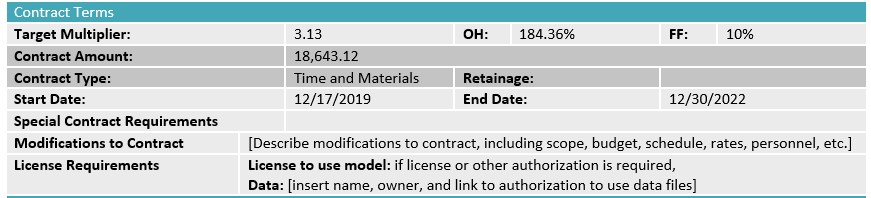 Contract Terms
Target Multiplier: 3.13 OH: 184.36% FF: 10%
Contract Amount: 18,643.12
Contract Type: Time and Materials Retainage:
Start Date: 12/17/2019 End Date: 12/30/2022
Special Contract Requirements
Modifications to Contract [Describe modifications to contract, including scope, budget, schedule, rates, personnel, etc.]
License Requirements License to use model: if license or other authorization is required,
Data: [insert name, owner, and link to authorization to use data files]